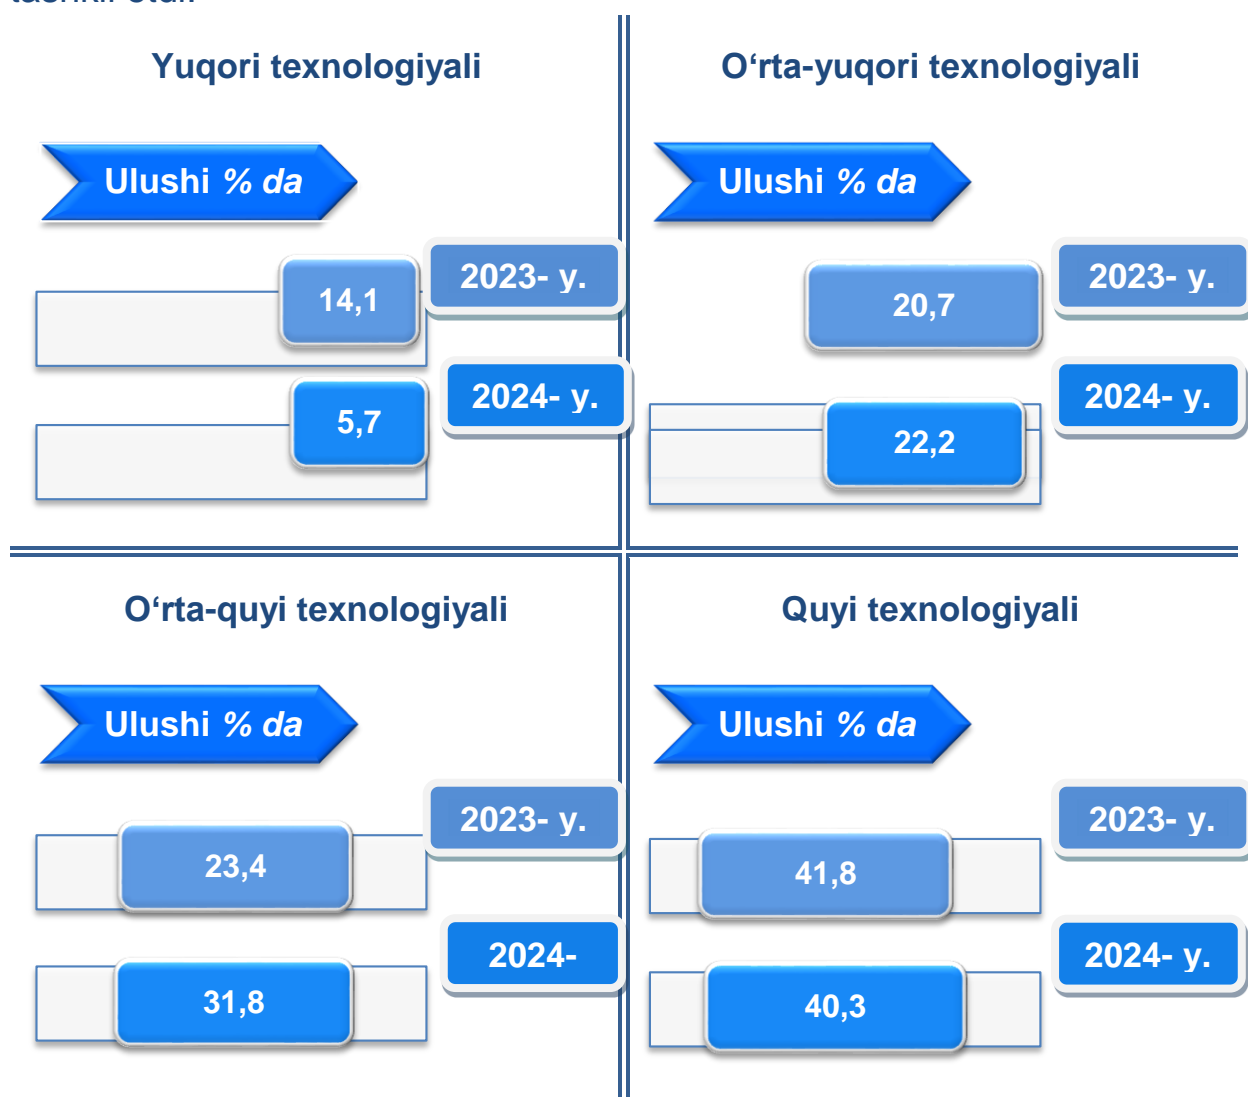 Yuqori texnologiyali
Ulushi % da
2023- y.
14,1
2024- y.
5,7
O‘rta-yuqori texnologiyali
Ulushi % da
2023- y.
20,7
2024- y.
22,2
O‘rta-quyi texnologiyali
Ulushi % da
2023- y.
23,4
2024-
31,8
Quyi texnologiyali
Ulushi % da
2023- y.
41,8
2024- y.
40,3